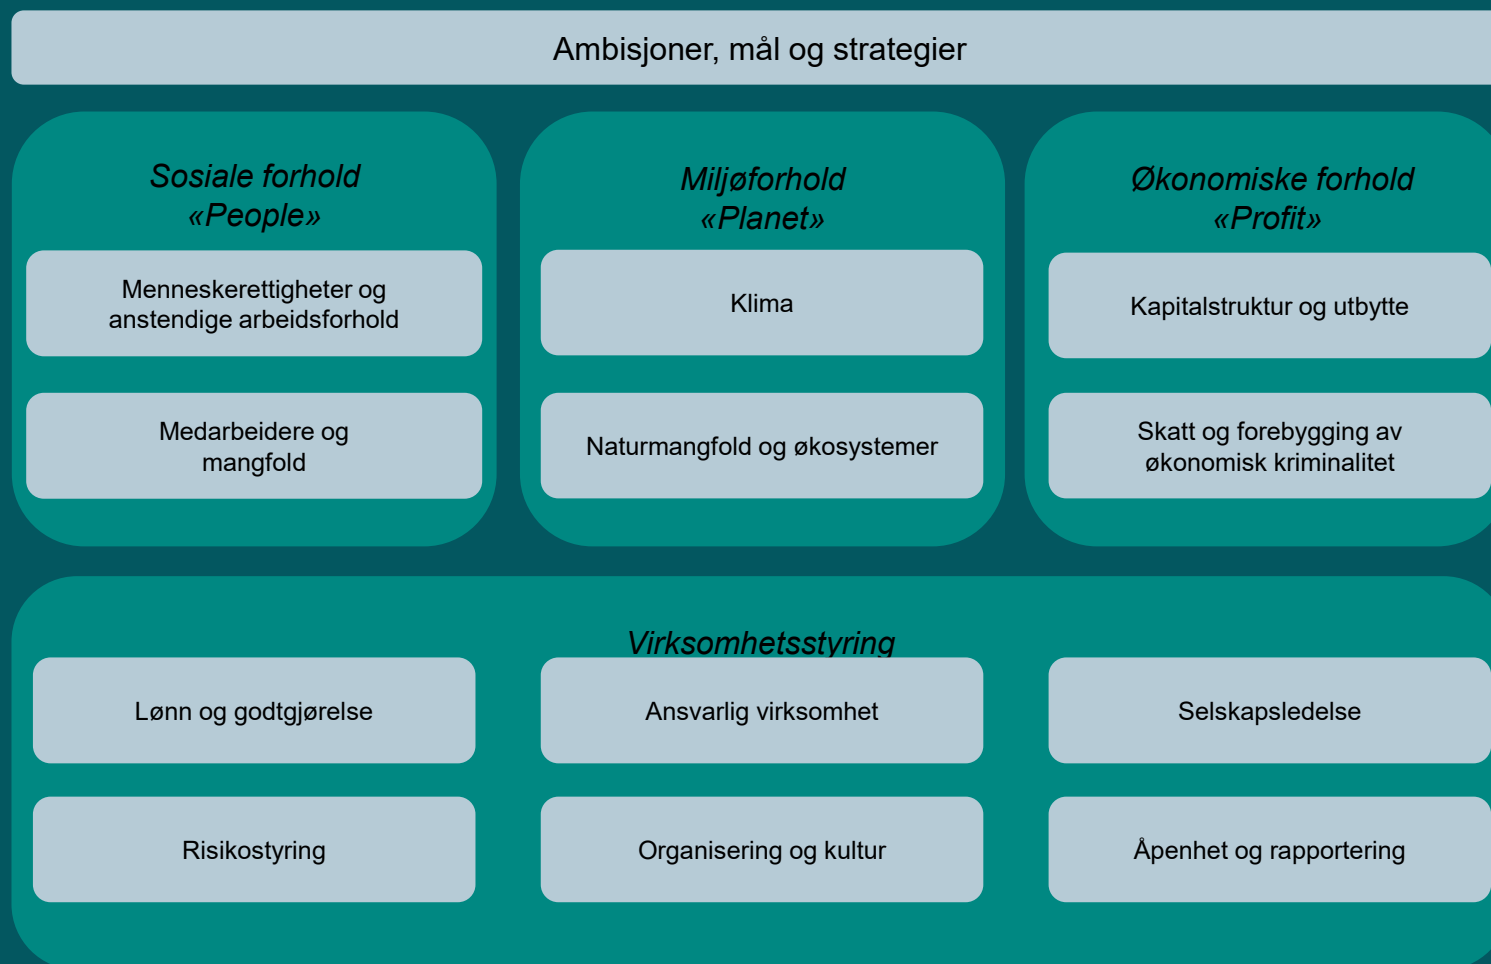 Ambisjoner, mål og strategier
Sosiale forhold
«People»
Menneskerettigheter og
anstendige arbeidsforhold
Medarbeidere og
mangfold
Miljøforhold
«Planet»
Klima
Naturmangfold og økosystemer
Økonomiske forhold
«Profit»
Kapitalstruktur og utbytte
Skatt og forebygging av
økonomisk kriminalitet
Virksomhetsstyring
Lønn og godtgjørelse
Ansvarlig virksomhet
Selskapsledelse
Risikostyring
Organisering og kultur
Åpenhet og rapportering